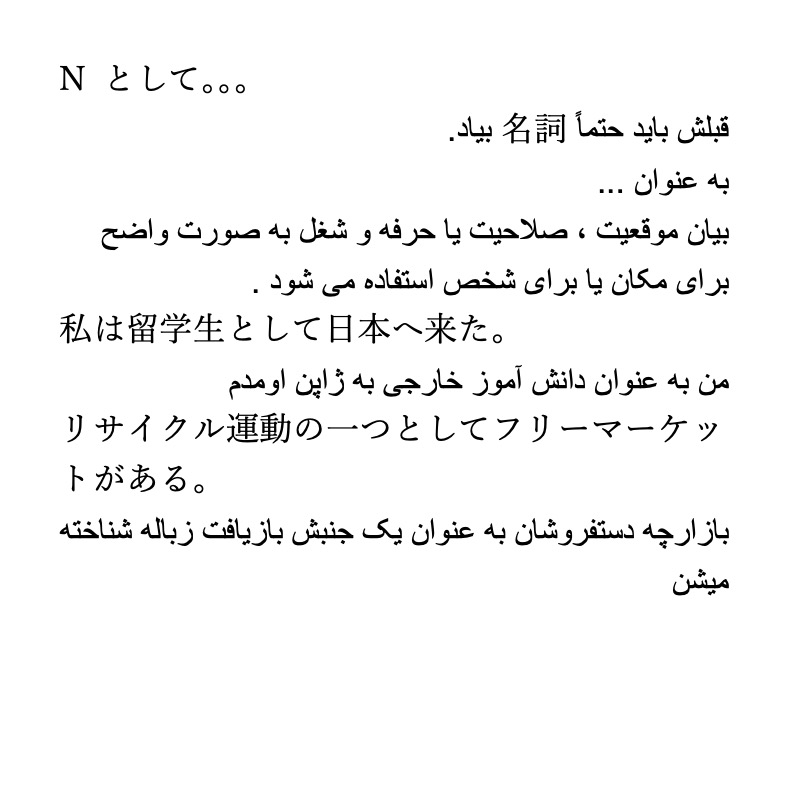 N として。。。
قبلش باید حتماً 名詞 بیاد.
به عنوان ...
بیان موقعیت ، صلاحیت یا حرفه و شغل به صورت واضح
برای مکان یا برای شخص استفاده می شود .
私は留学生として日本へ来た。
من به عنوان دانش آموز خارجی به ژاپن اومدم
リサイクル運動の一つとしてフリーマーケッ
トがある。
بازارچه دستفروشان به عنوان یک جنبش بازیافت زباله شناخته
میشن